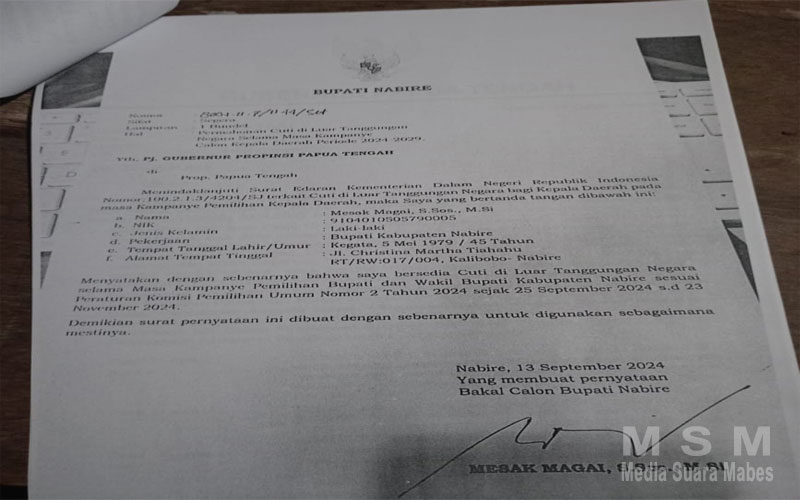 BUPATI NABIRE
Nomor :
Sifat : Segera
Lampiran : 1 Bundel
Hal : Permohonan Cuti di Luar Tanggungan
Negara Selama Masa Kampanye
Calon Kepala Daerah Periode 2024-2029.
Yth. PJ. GUBERNUR PROPINSI PAPUA TENGAH
di
Prop. Papua Tengah
Menindaklanjuti Surat Edaran Kementerian Dalam Negeri Republik Indonesia
Nomor 100.2.1.3/4204/SJ terkait Cuti di Luar Tanggungan Negara bagi Kepala Daerah pada
masa Kampanye Pemilihan Kepala Daerah, maka Saya yang bertanda tangan dibawah ini:
a. Nama : Mesak Magai, S.Sos., M.Si
b. NIK : 9104010505790005
c. Jenis Kelamin : Laki-laki
d. Pekerjaan : Bupati Kabupaten Nabire
e. Tempat Tanggal Lahir/Umur : Kegata, 5 Mei 1979 / 45 Tahun
f. Alamat Tempat Tinggal : Jl. Christina Martha Tiahahu
RT/RW:017/004, Kalibobo- Nabire
Menyatakan dengan sebenarnya bahwa saya bersedia Cuti di Luar Tanggungan Negara
selama Masa Kampanye Pemilihan Bupati dan Wakil Bupati Kabupaten Nabire sesuai
Peraturan Komisi Pemilihan Umum Nomor 2 Tahun 2024 sejak 25 September 2024 s.d 23
November 2024.
Demikian surat pernyataan ini dibuat dengan sebenarnya untuk digunakan sebagaimana
mestinya.
Nabire, 13 September 2024
Yang membuat pernyataan
Bakal Calon Bupati Nabire
MESAK MAGAI, S.Sos., M.Si
M S M
Media Suara Mabes